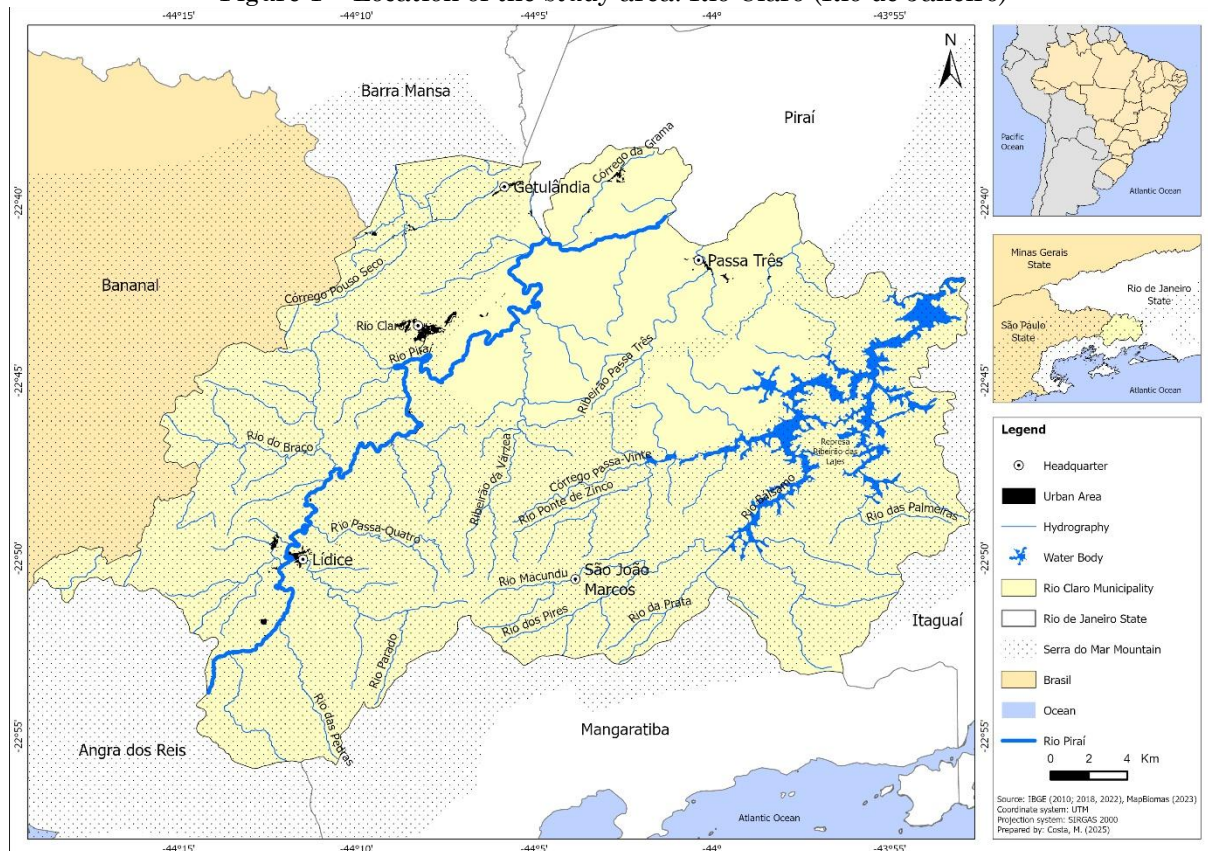 Figure 1 - Location of the study area: Rio Claro (Rio de Janeiro)
-44°15'
-44°10'
-44°5'
-44°
-43°55'
N
Barra Mansa
Piraí
Córrego da Grama
Getulândia
-22°40'
-22°40'
Passa Três
Bananal
Córrego Pouso Seco
Rio Claro
Rio Piraí
Ribeirão Passa Três
-22°45'
-22°45'
Rio do Braço
Represa
Ribeirão das
Lajes
Ribeirão da Várzea
Córrego Passa-Vinte
Rio Ponte de Zinco
Rio Bálsamo
Rio das Palmeiras
Rio Passa-Quatro
-22°50'
-22°50'
Lídice
Rio Macundu
São João
Marcos
Rio dos Pires
Rio da Prata
Itaguaí
Rio Parado
Rio das Pedras
-22°55'
-22°55'
Angra dos Reis
Mangaratiba
Atlantic Ocean
-44°15'
-44°10'
-44°5'
-44°
-43°55'
Pacific
Ocean
Atlantic Ocean
Minas Gerais
State
Rio de Janeiro
State
São Paulo
State
Atlantic Ocean
Legend
Headquarter
Urban Area
Hydrography
Water Body
Rio Claro Municipality
Rio de Janeiro State
Serra do Mar Mountain
Brasil
Ocean
Rio Piraí
0 2 4 Km
Source: IBGE (2010; 2018, 2022), MapBiomas (2023)
Coordinate system: UTM
Projection system: SIRGAS 2000
Prepared by: Costa, M. (2025)